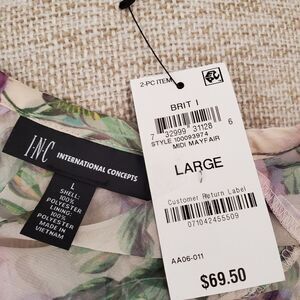 2-PC ITEM
BRIT I
7 32999 31128 6
STYLE 100093974
MIDI MAYFAIR
LARGE
Customer Return Label
071042455509
AA06-011
$69.50
I·N·C
INTERNATIONAL CONCEPTS
L
SHELL:
100%
POLYESTER
LINING:
100%
POLYESTER
MADE IN
VIETNAM